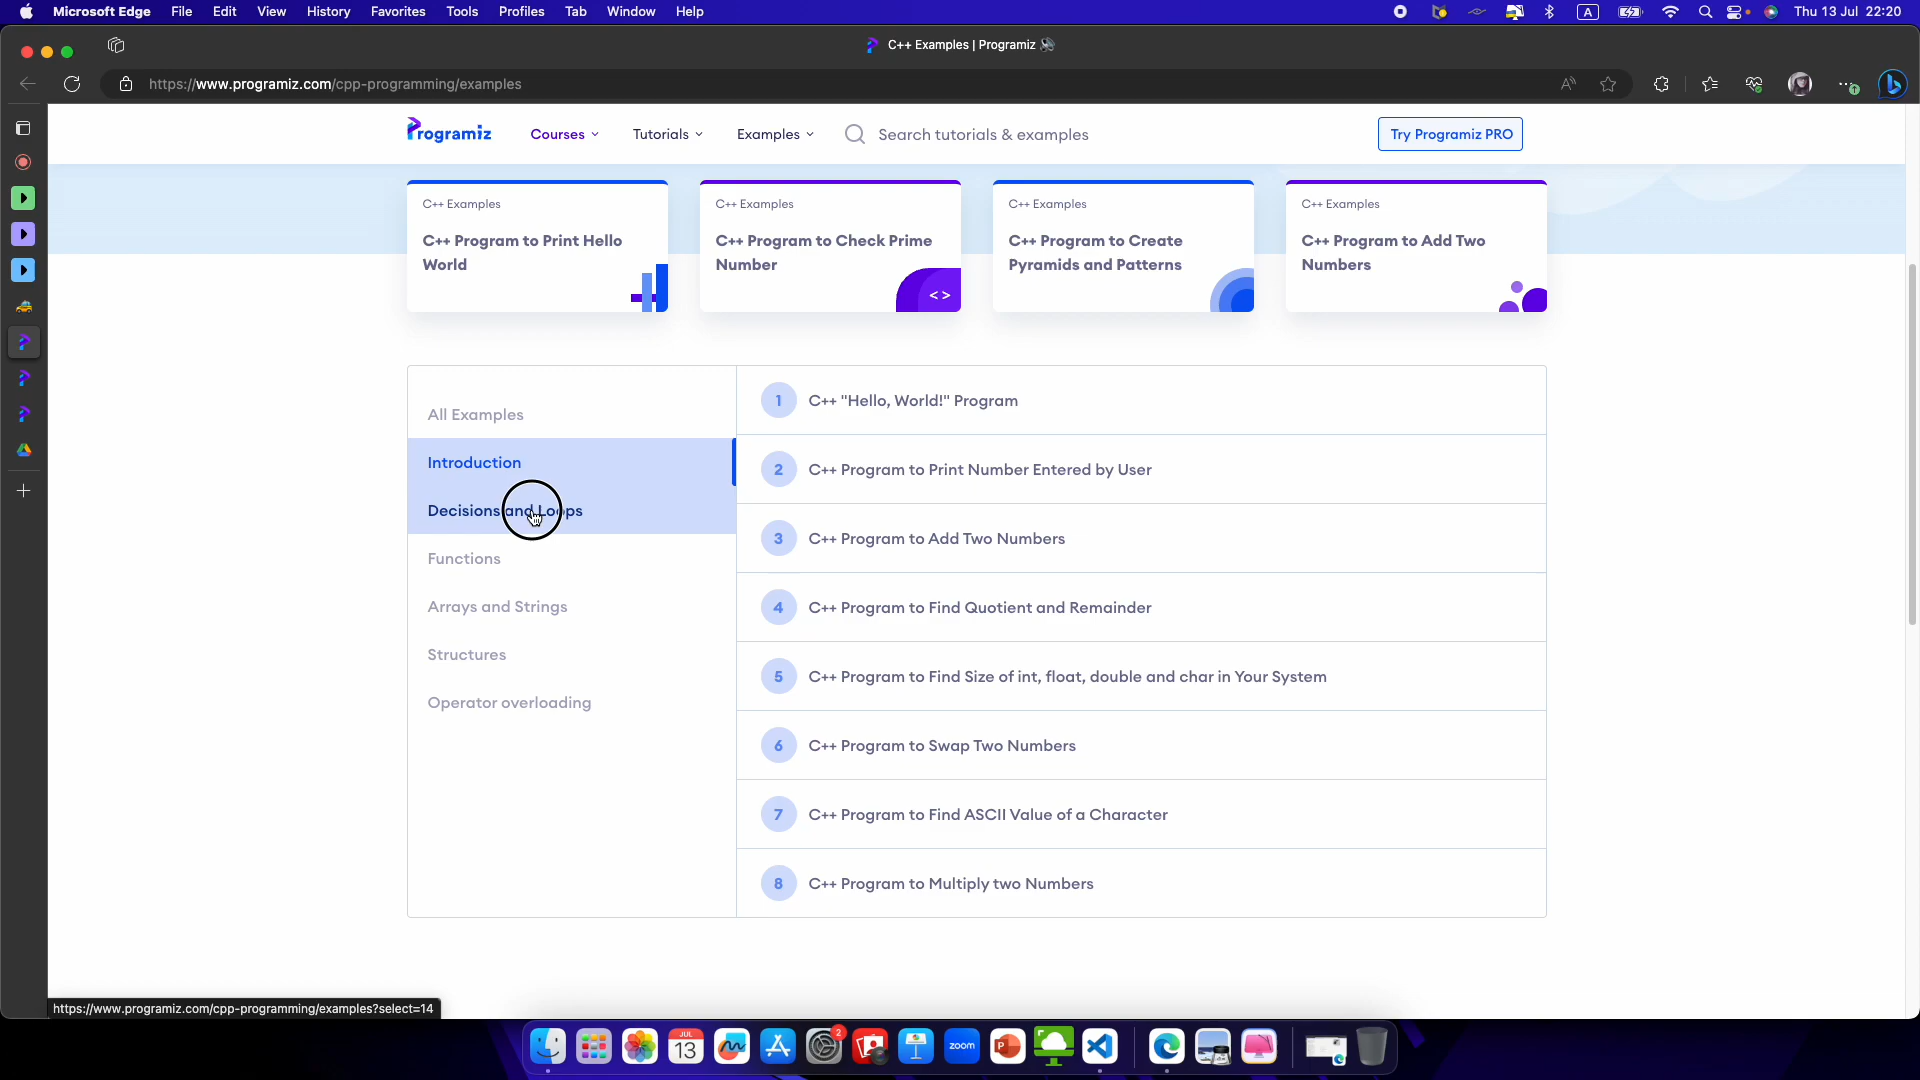 Microsoft Edge File Edit View History Favorites Tools Profiles Tab Window Help A Thu 13 Jul 22:20
C++ Examples | Programiz
https://www.programiz.com/cpp-programming/examples
Programiz Courses Tutorials Examples Search tutorials & examples Try Programiz PRO
C++ Examples
C++ Program to Print Hello
World
C++ Examples
C++ Program to Check Prime
Number
< >
C++ Examples
C++ Program to Create
Pyramids and Patterns
C++ Examples
C++ Program to Add Two
Numbers
All Examples
Introduction
Decisions and Loops
Functions
Arrays and Strings
Structures
Operator overloading
1 C++ "Hello, World!" Program
2 C++ Program to Print Number Entered by User
3 C++ Program to Add Two Numbers
4 C++ Program to Find Quotient and Remainder
5 C++ Program to Find Size of int, float, double and char in Your System
6 C++ Program to Swap Two Numbers
7 C++ Program to Find ASCII Value of a Character
8 C++ Program to Multiply two Numbers
https://www.programiz.com/cpp-programming/examples?select=14
JUL
13
2
zoom
P